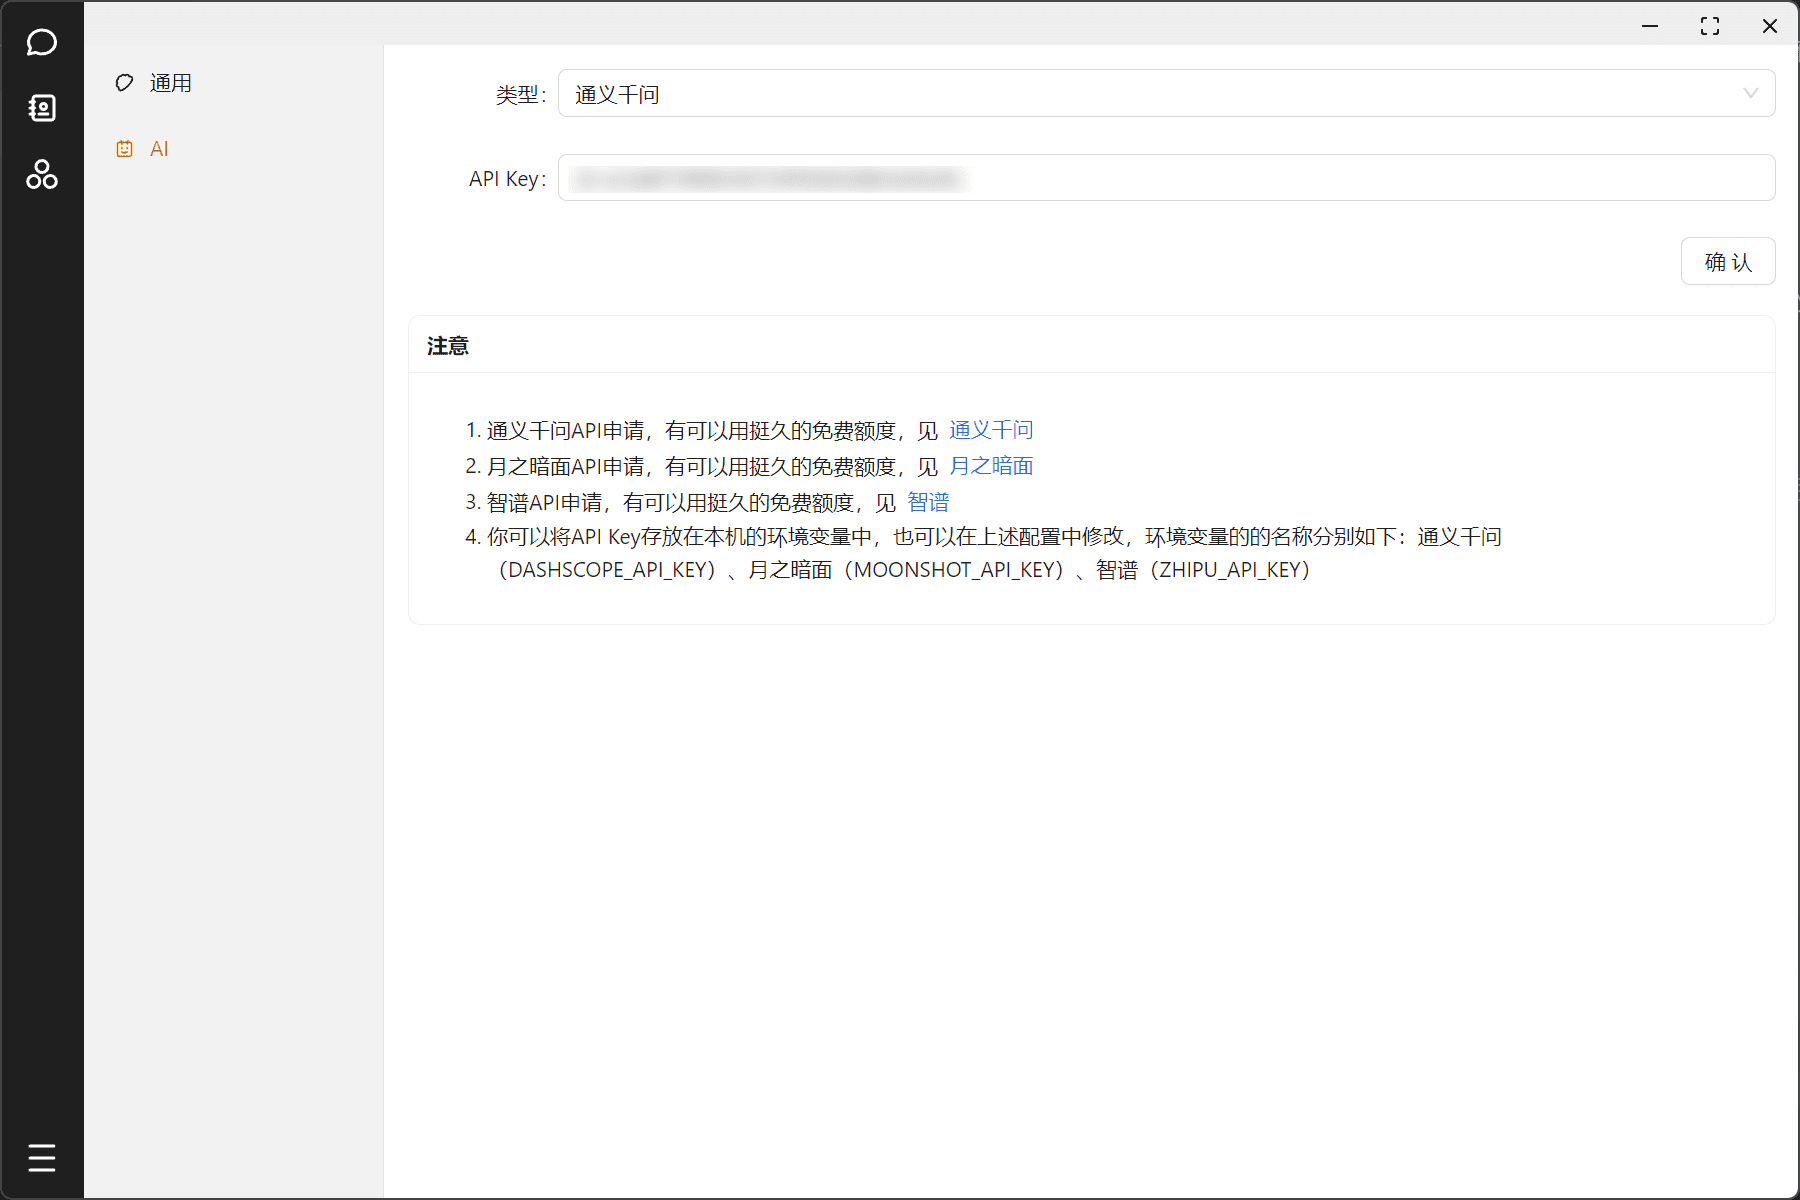 通用
AI
类型：
通义千问
API Key：
确 认
注意
1. 通义千问API申请，有可以用挺久的免费额度，见 通义千问
2. 月之暗面API申请，有可以用挺久的免费额度，见 月之暗面
3. 智谱API申请，有可以用挺久的免费额度，见 智谱
4. 你可以将API Key存放在本机的环境变量中，也可以在上述配置中修改，环境变量的的名称分别如下：通义千问
（DASHSCOPE_API_KEY）、月之暗面（MOONSHOT_API_KEY）、智谱（ZHIPU_API_KEY）